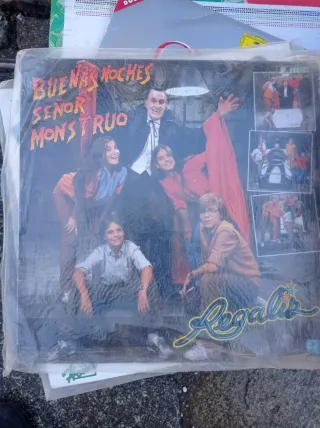 BUENAS NOCHES
SEÑOR
MONSTRUO
Regaliz